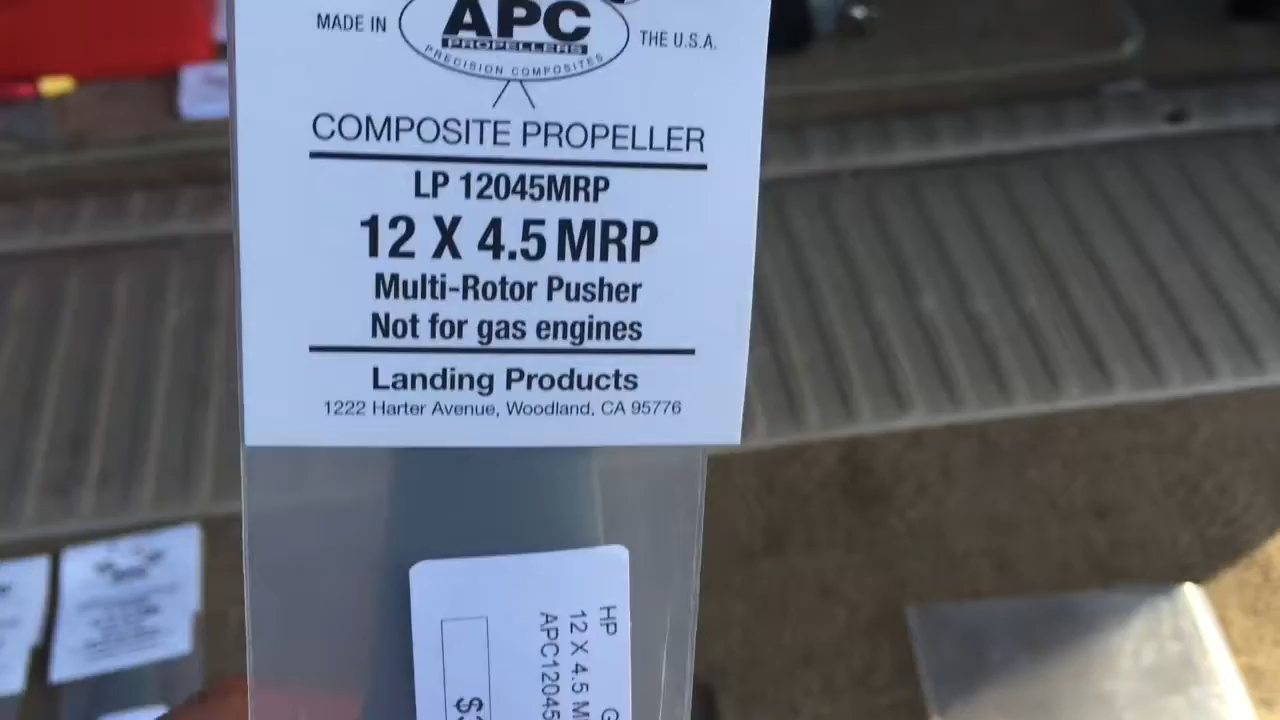 MADE IN APC THE U.S.A.
PROPELLERS
PRECISION COMPOSITES
COMPOSITE PROPELLER
LP 12045MRP
12 X 4.5 MRP
Multi-Rotor Pusher
Not for gas engines
Landing Products
1222 Harter Avenue, Woodland, CA 95776
HP G
12 X 4.5 M
APC12045